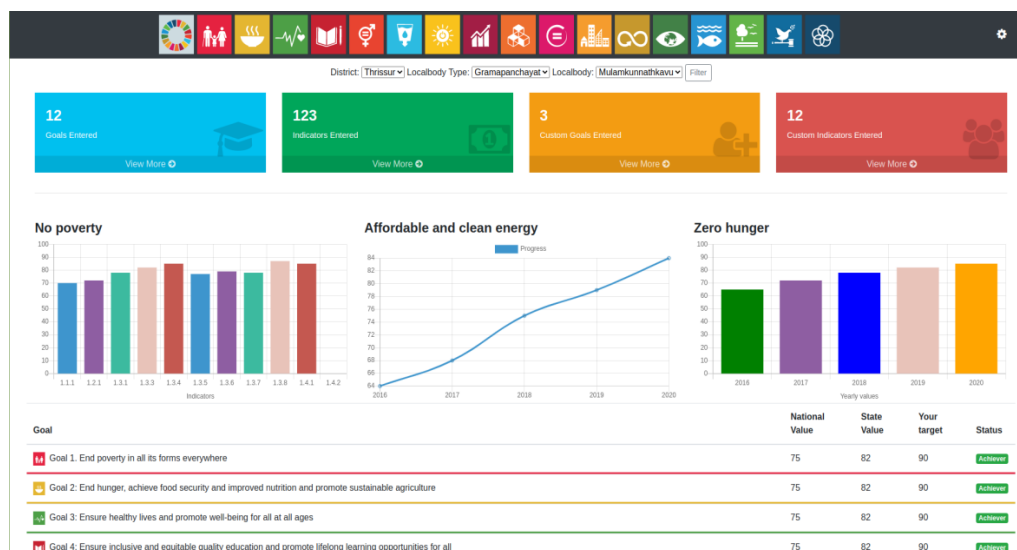 District: Thrissur Localbody Type: Gramapanchayat Localbody: Mulamkunnathkavu Filter
12
Goals Entered
View More
123
Indicators Entered
View More
3
Custom Goals Entered
View More
12
Custom Indicators Entered
View More
No poverty
100
90
80
70
60
50
40
30
20
10
0
1.1.1 1.2.1 1.3.1 1.3.3 1.3.4 1.3.5 1.3.6 1.3.7 1.3.8 1.4.1 1.4.2
Indicators
Affordable and clean energy
Progress
84
82
80
78
76
74
72
70
68
66
64
2016 2017 2018 2019 2020
Zero hunger
100
90
80
70
60
50
40
30
20
10
0
2016 2017 2018 2019 2020
Yearly values
Goal National Value State Value Your target Status
Goal 1. End poverty in all its forms everywhere 75 82 90 Achiever
Goal 2: End hunger, achieve food security and improved nutrition and promote sustainable agriculture 75 82 90 Achiever
Goal 3: Ensure healthy lives and promote well-being for all at all ages 75 82 90 Achiever
Goal 4: Ensure inclusive and equitable quality education and promote lifelong learning opportunities for all 75 82 90 Achiever